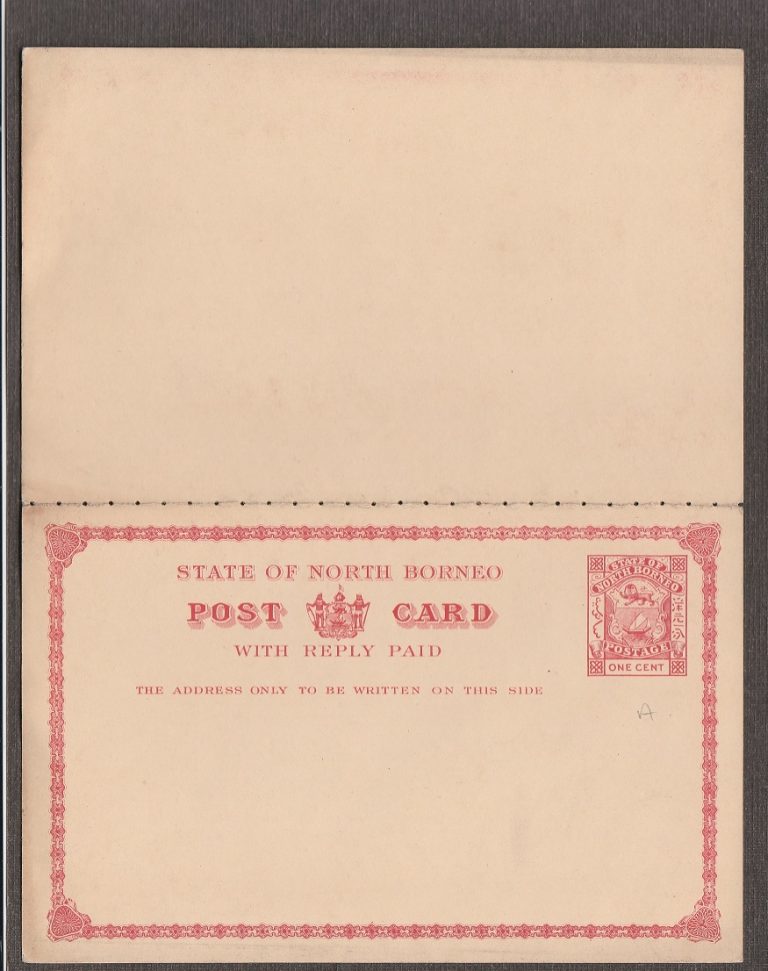 STATE OF NORTH BORNEO
POST CARD
WITH REPLY PAID
THE ADDRESS ONLY TO BE WRITTEN ON THIS SIDE
STATE OF
NORTH BORNEO
POSTAGE
ONE CENT
A